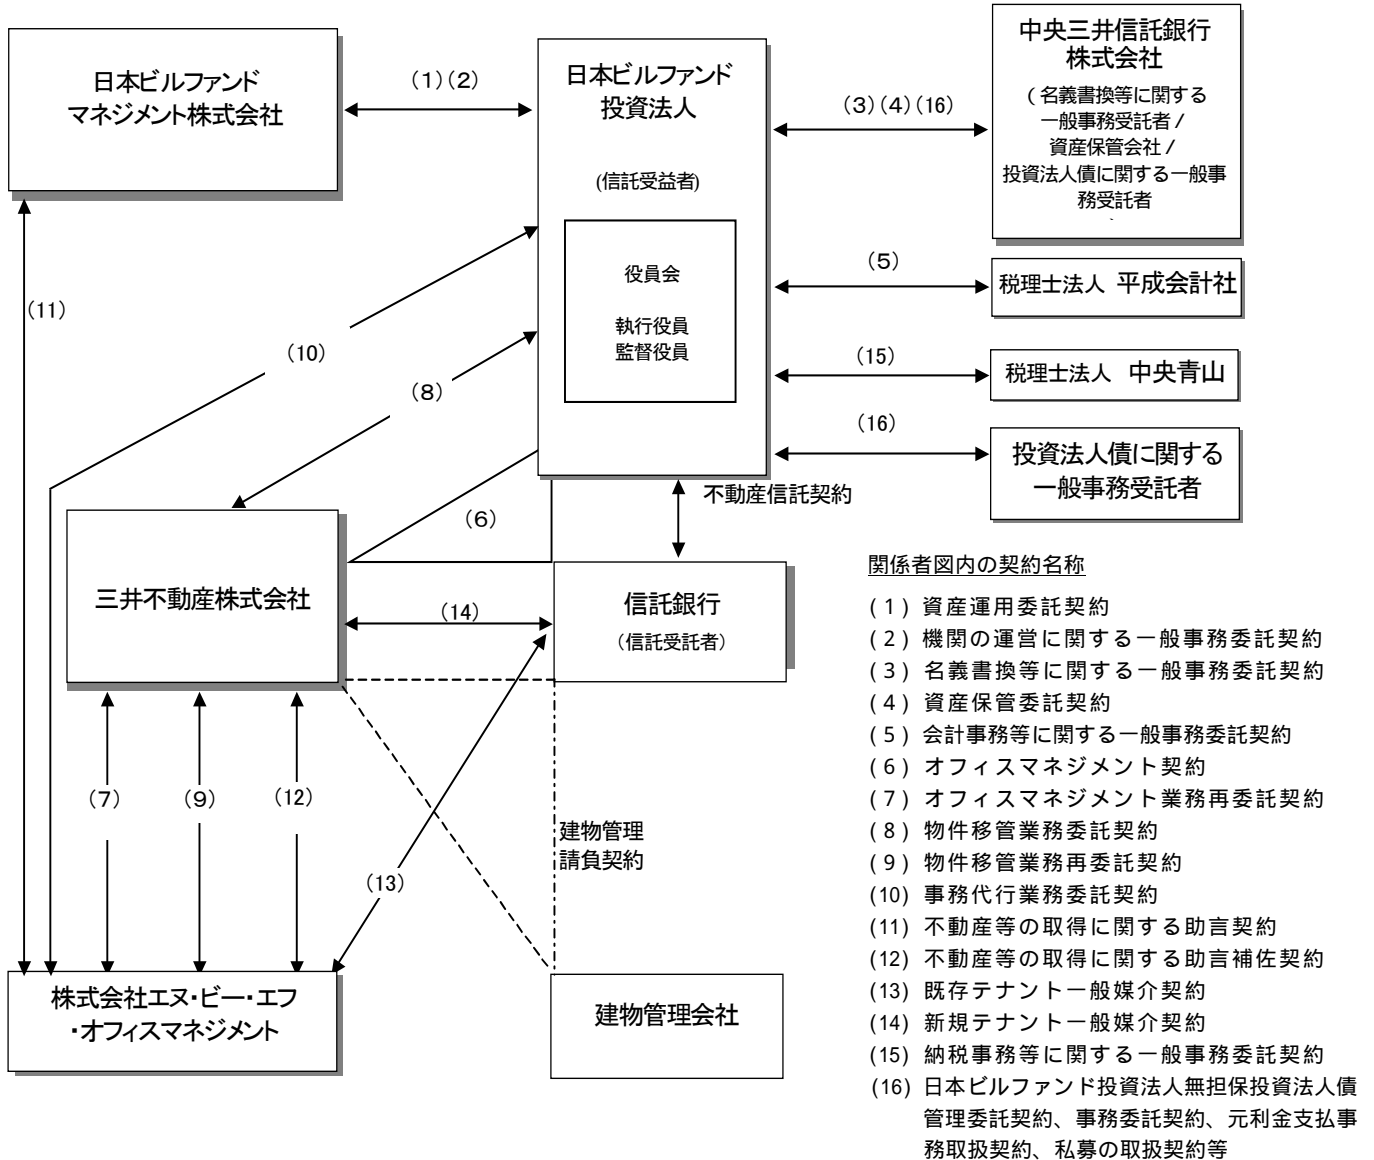 日本ビルファンド
マネジメント株式会社
(1)(2)
日本ビルファンド
投資法人
(信託受益者)
役員会
執行役員
監督役員
(3)(4)(16)
中央三井信託銀行
株式会社
(名義書換等に関する
一般事務受託者/
資産保管会社/
投資法人債に関する一般事
務受託者
(5)
税理士法人 平成会計社
(15)
税理士法人 中央青山
(16)
投資法人債に関する
一般事務受託者
(11)
(10)
(8)
(6)
不動産信託契約
三井不動産株式会社
(14)
信託銀行
(信託受託者)
(7)
(9)
(12)
(13)
建物管理
請負契約
株式会社エヌ・ビー・エフ
・オフィスマネジメント
建物管理会社
関係者図内の契約名称
(1) 資産運用委託契約
(2) 機関の運営に関する一般事務委託契約
(3) 名義書換等に関する一般事務委託契約
(4) 資産保管委託契約
(5) 会計事務等に関する一般事務委託契約
(6) オフィスマネジメント契約
(7) オフィスマネジメント業務再委託契約
(8) 物件移管業務委託契約
(9) 物件移管業務再委託契約
(10) 事務代行業務委託契約
(11) 不動産等の取得に関する助言契約
(12) 不動産等の取得に関する助言補佐契約
(13) 既存テナント一般媒介契約
(14) 新規テナント一般媒介契約
(15) 納税事務等に関する一般事務委託契約
(16) 日本ビルファンド投資法人無担保投資法人債
管理委託契約、事務委託契約、元利金支払事
務取扱契約、私募の取扱契約等